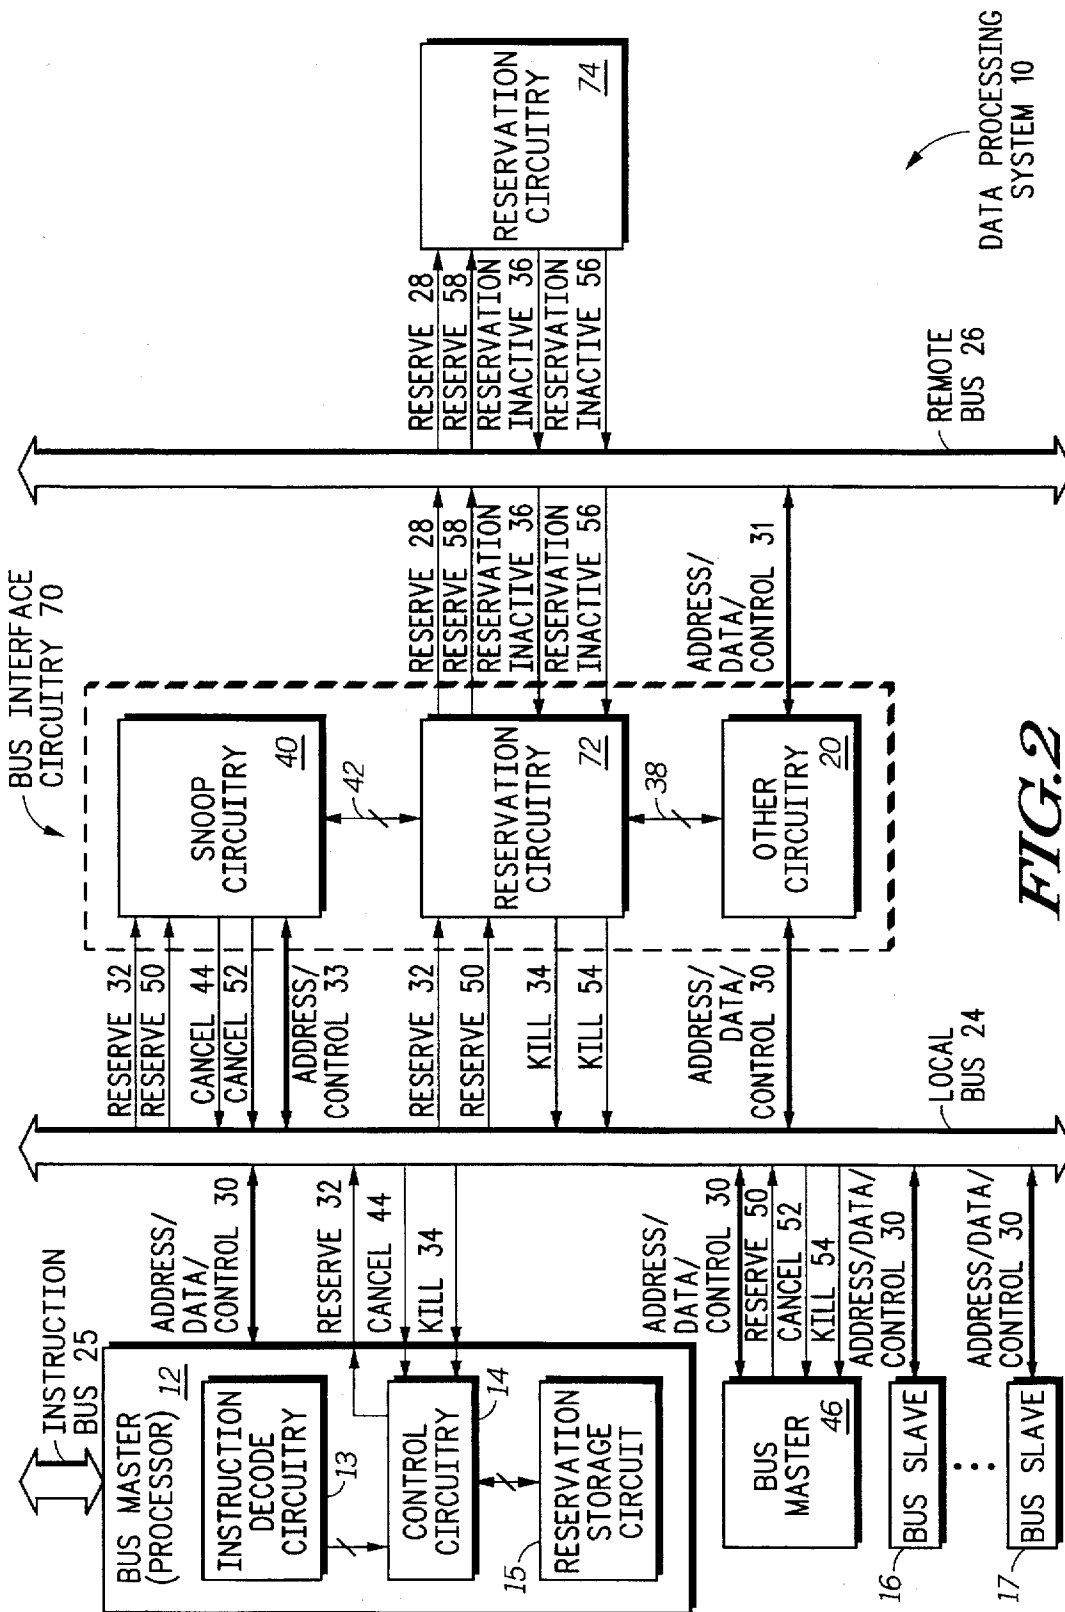 INSTRUCTION
BUS 25
BUS MASTER
(PROCESSOR)
12
INSTRUCTION
DECODE
CIRCUITRY
13
CONTROL
CIRCUITRY
14
RESERVATION
STORAGE
CIRCUIT
15
ADDRESS/
DATA/
CONTROL 30
RESERVE 32
CANCEL 44
KILL 34
BUS
MASTER
46
ADDRESS/
DATA/
CONTROL 30
RESERVE 50
CANCEL 52
KILL 54
BUS SLAVE
16
ADDRESS/DATA/
CONTROL 30
BUS SLAVE
17
ADDRESS/DATA/
CONTROL 30
LOCAL
BUS 24
BUS INTERFACE
CIRCUITRY 70
RESERVE 32
RESERVE 50
CANCEL 44
CANCEL 52
ADDRESS/
CONTROL 33
SNOOP
CIRCUITRY
40
42
RESERVE 32
RESERVE 50
KILL 34
KILL 54
RESERVATION
CIRCUITRY
72
38
ADDRESS/
DATA/
CONTROL 30
OTHER
CIRCUITRY
20
RESERVE 28
RESERVE 58
RESERVATION
INACTIVE 36
RESERVATION
INACTIVE 56
ADDRESS/
DATA/
CONTROL 31
REMOTE
BUS 26
RESERVE 28
RESERVE 58
RESERVATION
INACTIVE 36
RESERVATION
INACTIVE 56
RESERVATION
CIRCUITRY
74
DATA PROCESSING
SYSTEM 10
FIG.2